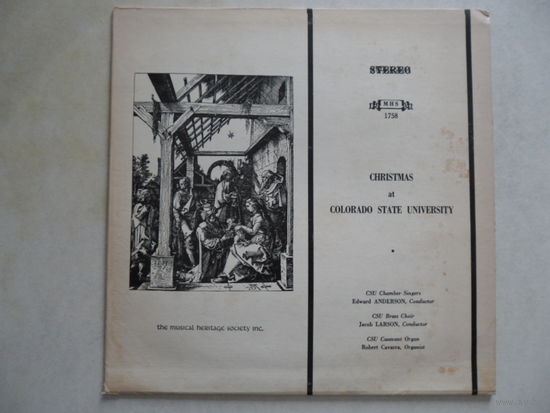 STEREO
MHS
1758
CHRISTMAS
at
COLORADO STATE UNIVERSITY
CSU Chamber Singers
Edward ANDERSON, Conductor
CSU Brass Choir
Jacob LARSON, Conductor
CSU Casavant Organ
Robert Cavarra, Organist
the musical heritage society inc.